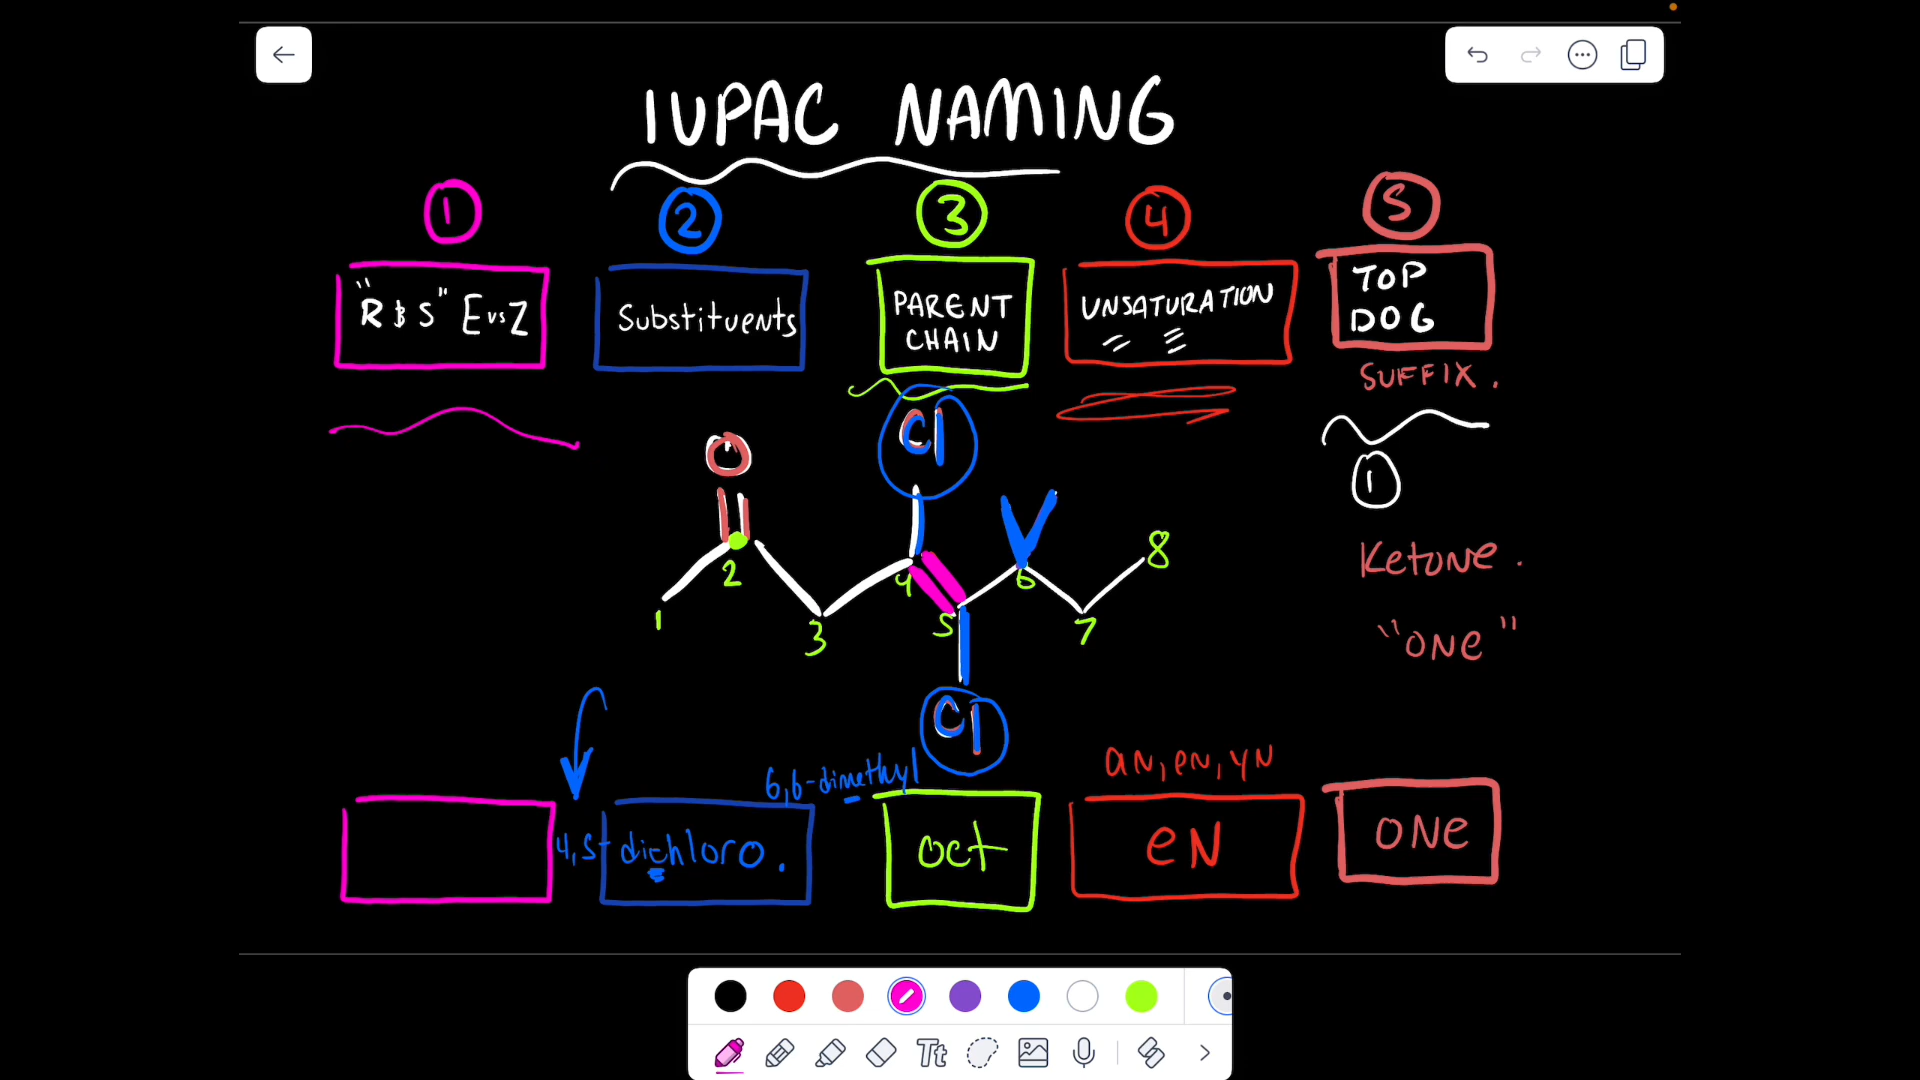 IUPAC NAMING
1 2 3 4 5
"R & S" E vs Z
Substituents
PARENT CHAIN
UNSATURATION
TOP DOG
SUFFIX.
1
Cl
O
Ketone.
"one"
1 2 3 4 5 6 7 8
Cl
6,6-dimethyl
aN, eN, yN
4,5-dichloro.
oct
eN
ONe
Tt